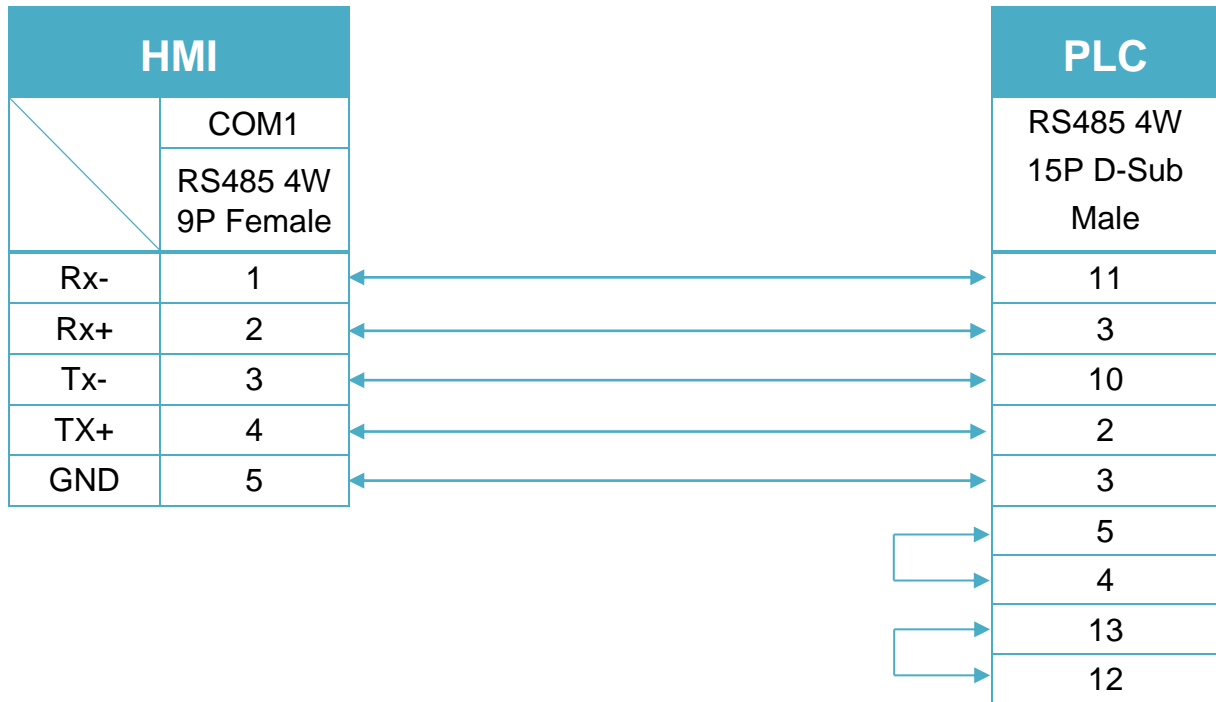 HMI
PLC
COM1
RS485 4W
9P Female
RS485 4W
15P D-Sub
Male
Rx- 1 11
Rx+ 2 3
Tx- 3 10
TX+ 4 2
GND 5 3
5
4
13
12